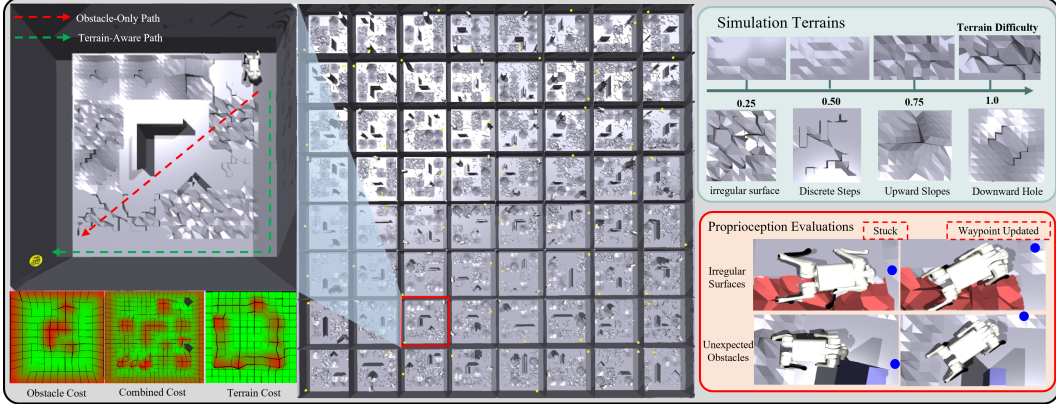 Obstacle-Only Path
Terrain-Aware Path
Obstacle Cost
Combined Cost
Terrain Cost
Simulation Terrains
Terrain Difficulty
0.25
0.50
0.75
1.0
irregular surface
Discrete Steps
Upward Slopes
Downward Hole
Proprioception Evaluations
Stuck
Waypoint Updated
Irregular
Surfaces
Unexpected
Obstacles